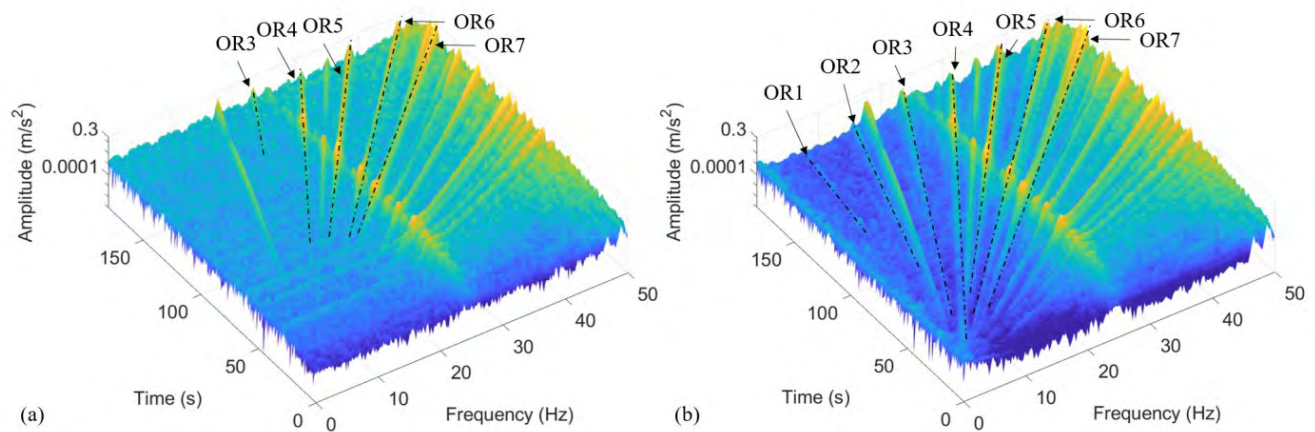 OR3
OR4
OR5
OR6
OR7
Amplitude (m/s²)
0.3
0.0001
150
100
50
0
Time (s)
0
10
20
30
40
50
Frequency (Hz)
(a)
OR1
OR2
OR3
OR4
OR5
OR6
OR7
Amplitude (m/s²)
0.3
0.0001
150
100
50
0
Time (s)
0
10
20
30
40
50
Frequency (Hz)
(b)